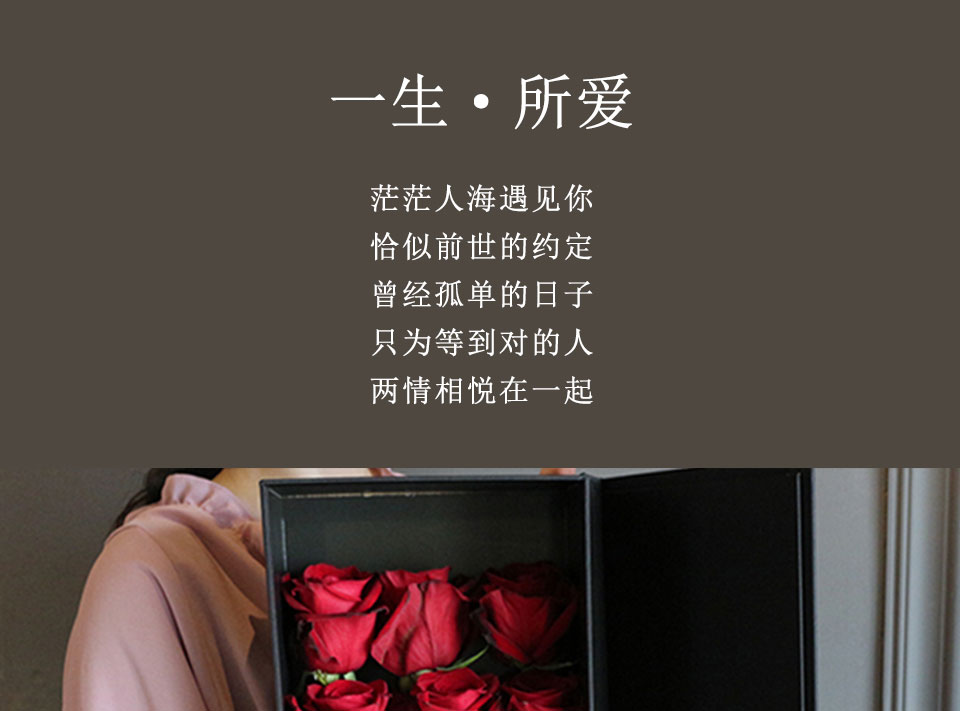 一生·所爱
茫茫人海遇见你
恰似前世的约定
曾经孤单的日子
只为等到对的人
两情相悦在一起